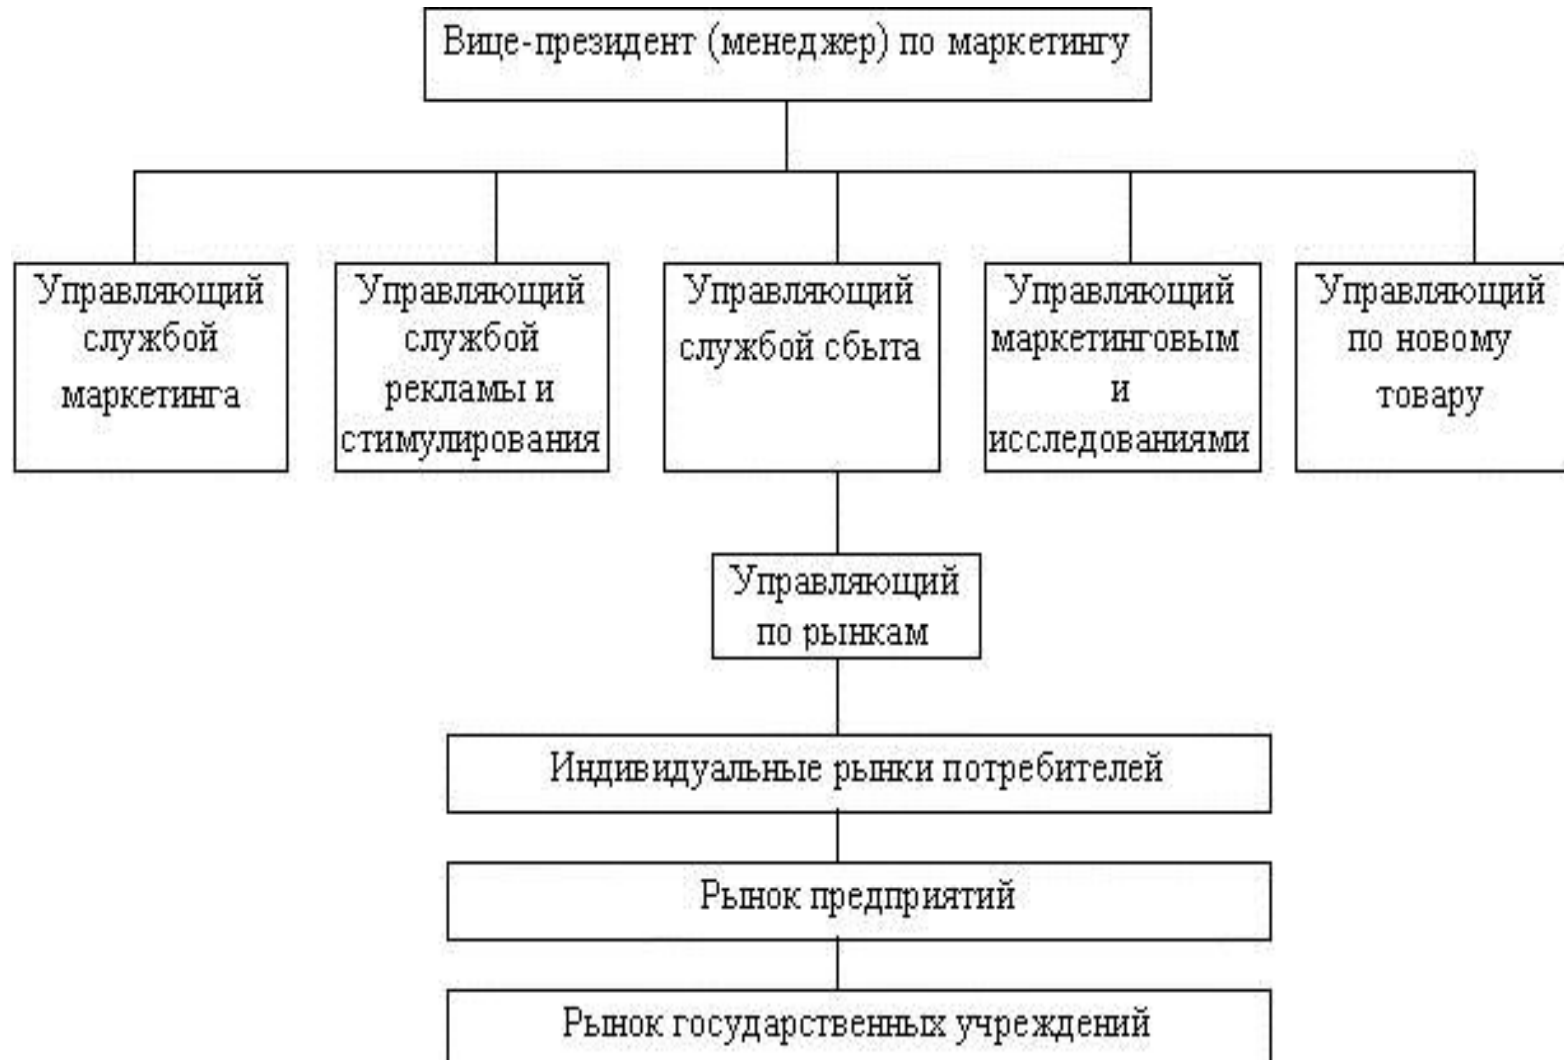 Вице-президент (менеджер) по маркетингу
Управляющий
службой
маркетинга
Управляющий
службой
рекламы и
стимулирования
Управляющий
службой сбыта
Управляющий
маркетинговым
и
исследованиями
Управляющий
по новому
товару
Управляющий
по рынкам
Индивидуальные рынки потребителей
Рынок предприятий
Рынок государственных учреждений